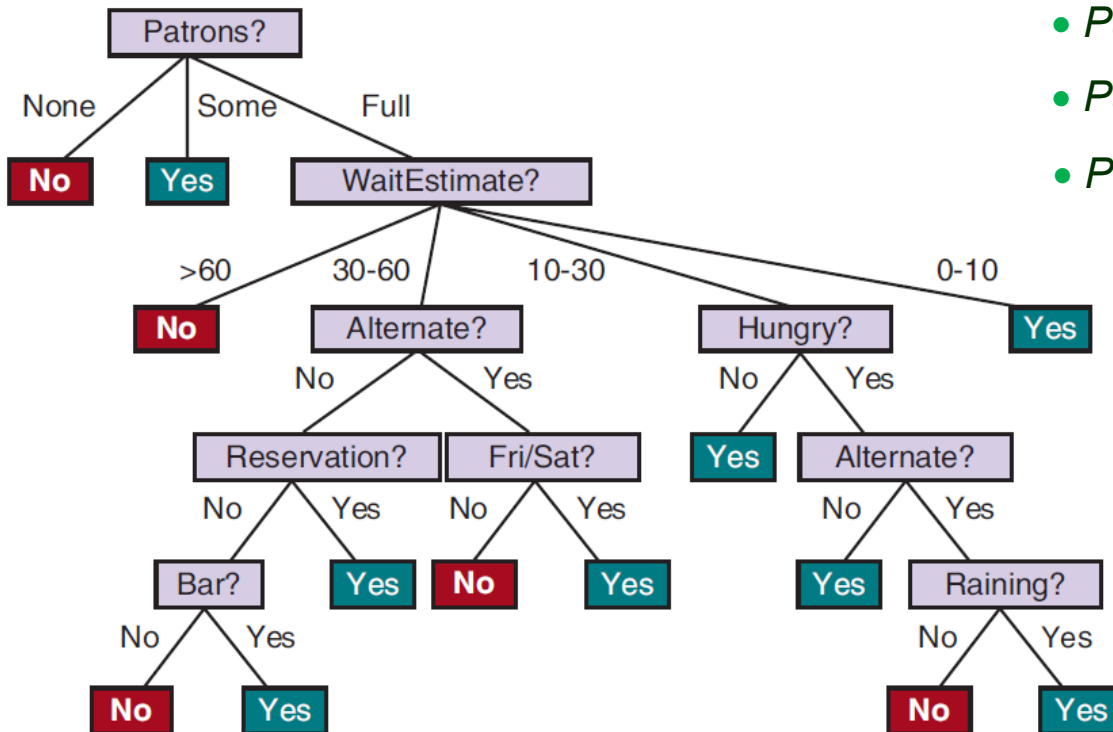 Patrons?
None Some Full
No Yes WaitEstimate?
>60 30-60 10-30 0-10
No Alternate? Hungry? Yes
No Yes No Yes
Reservation? Fri/Sat? Yes Alternate?
No Yes No Yes No Yes
Bar? Yes No Yes Yes Raining?
No Yes No Yes
No Yes No Yes
• P
• P
• P